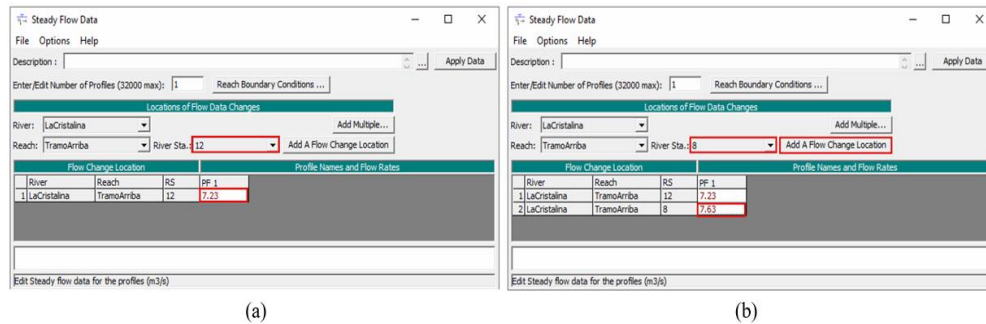 Steady Flow Data
File Options Help
Description :
... Apply Data
Enter/Edit Number of Profiles (32000 max): 1 Reach Boundary Conditions ...
Locations of Flow Data Changes
River: LaCristalina Add Multiple...
Reach: TramoArriba River Sta.: 12 Add A Flow Change Location
Flow Change Location Profile Names and Flow Rates
River Reach RS PF 1
1 LaCristalina TramoArriba 12 7.23
Edit Steady flow data for the profiles (m3/s)
(a)
Steady Flow Data
File Options Help
Description :
... Apply Data
Enter/Edit Number of Profiles (32000 max): 1 Reach Boundary Conditions ...
Locations of Flow Data Changes
River: LaCristalina Add Multiple...
Reach: TramoArriba River Sta.: 8 Add A Flow Change Location
Flow Change Location Profile Names and Flow Rates
River Reach RS PF 1
1 LaCristalina TramoArriba 12 7.23
2 LaCristalina TramoArriba 8 7.63
Edit Steady flow data for the profiles (m3/s)
(b)